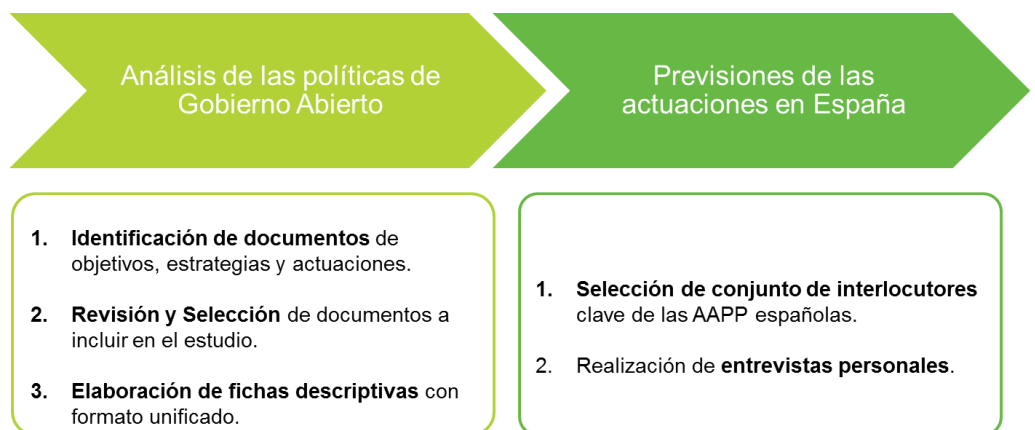 Análisis de las políticas de
Gobierno Abierto
Previsiones de las
actuaciones en España
1. Identificación de documentos de
objetivos, estrategias y actuaciones.
2. Revisión y Selección de documentos a
incluir en el estudio.
3. Elaboración de fichas descriptivas con
formato unificado.
1. Selección de conjunto de interlocutores
clave de las AAPP españolas.
2. Realización de entrevistas personales.